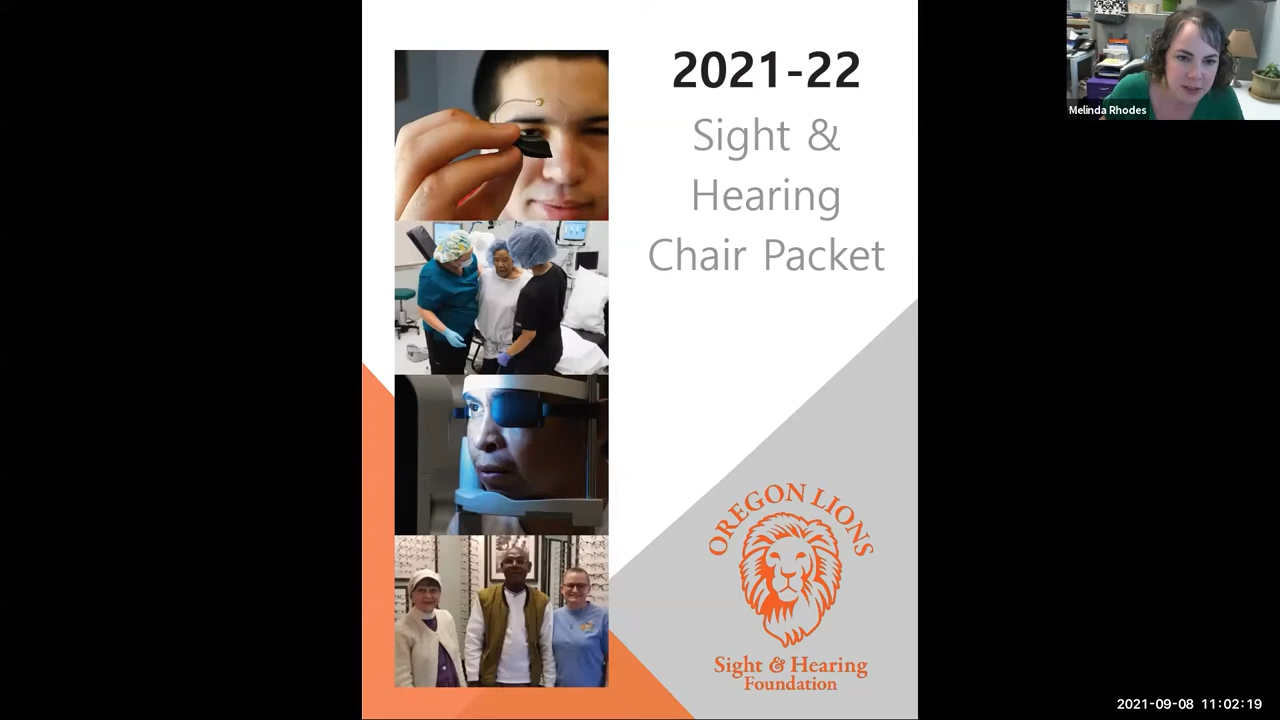 2021-22
Sight &
Hearing
Chair Packet
OREGON LIONS
Sight & Hearing
Foundation
Melinda Rhodes
2021-09-08 11:02:19